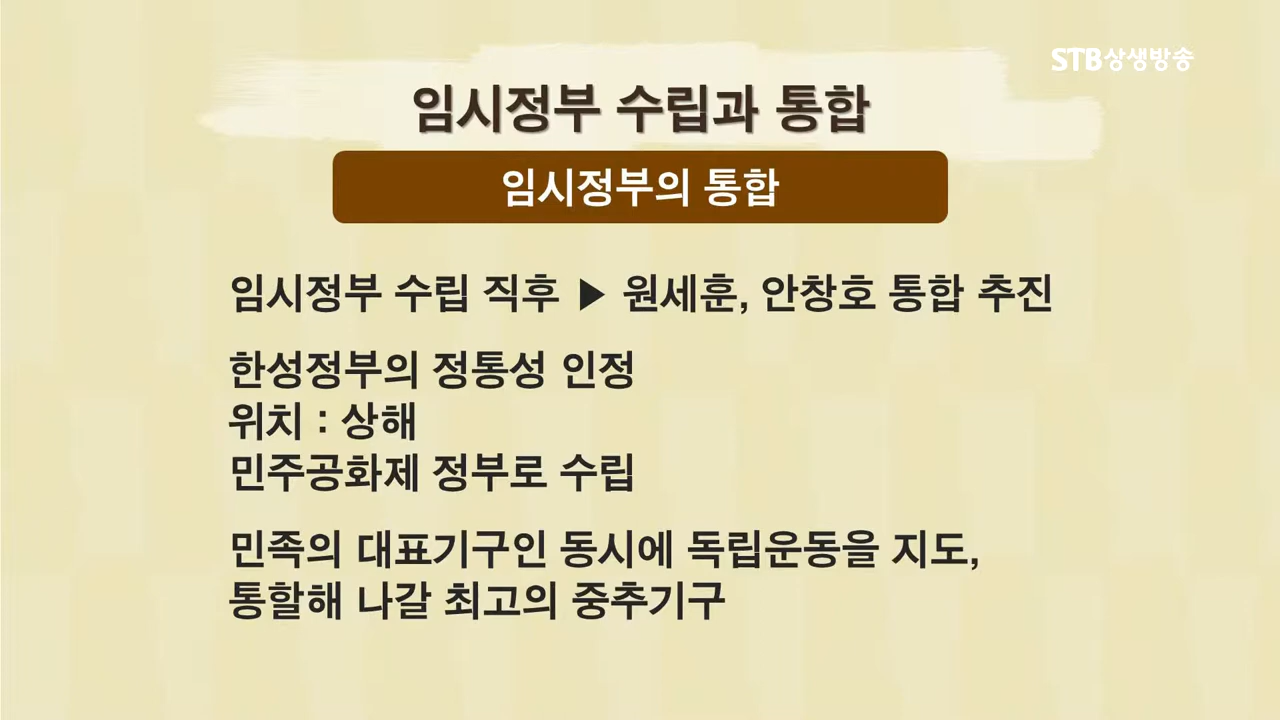 STB상생방송
임시정부 수립과 통합
임시정부의 통합
임시정부 수립 직후 ▶ 원세훈, 안창호 통합 추진
한성정부의 정통성 인정
위치 : 상해
민주공화제 정부로 수립
민족의 대표기구인 동시에 독립운동을 지도,
통할해 나갈 최고의 중추기구